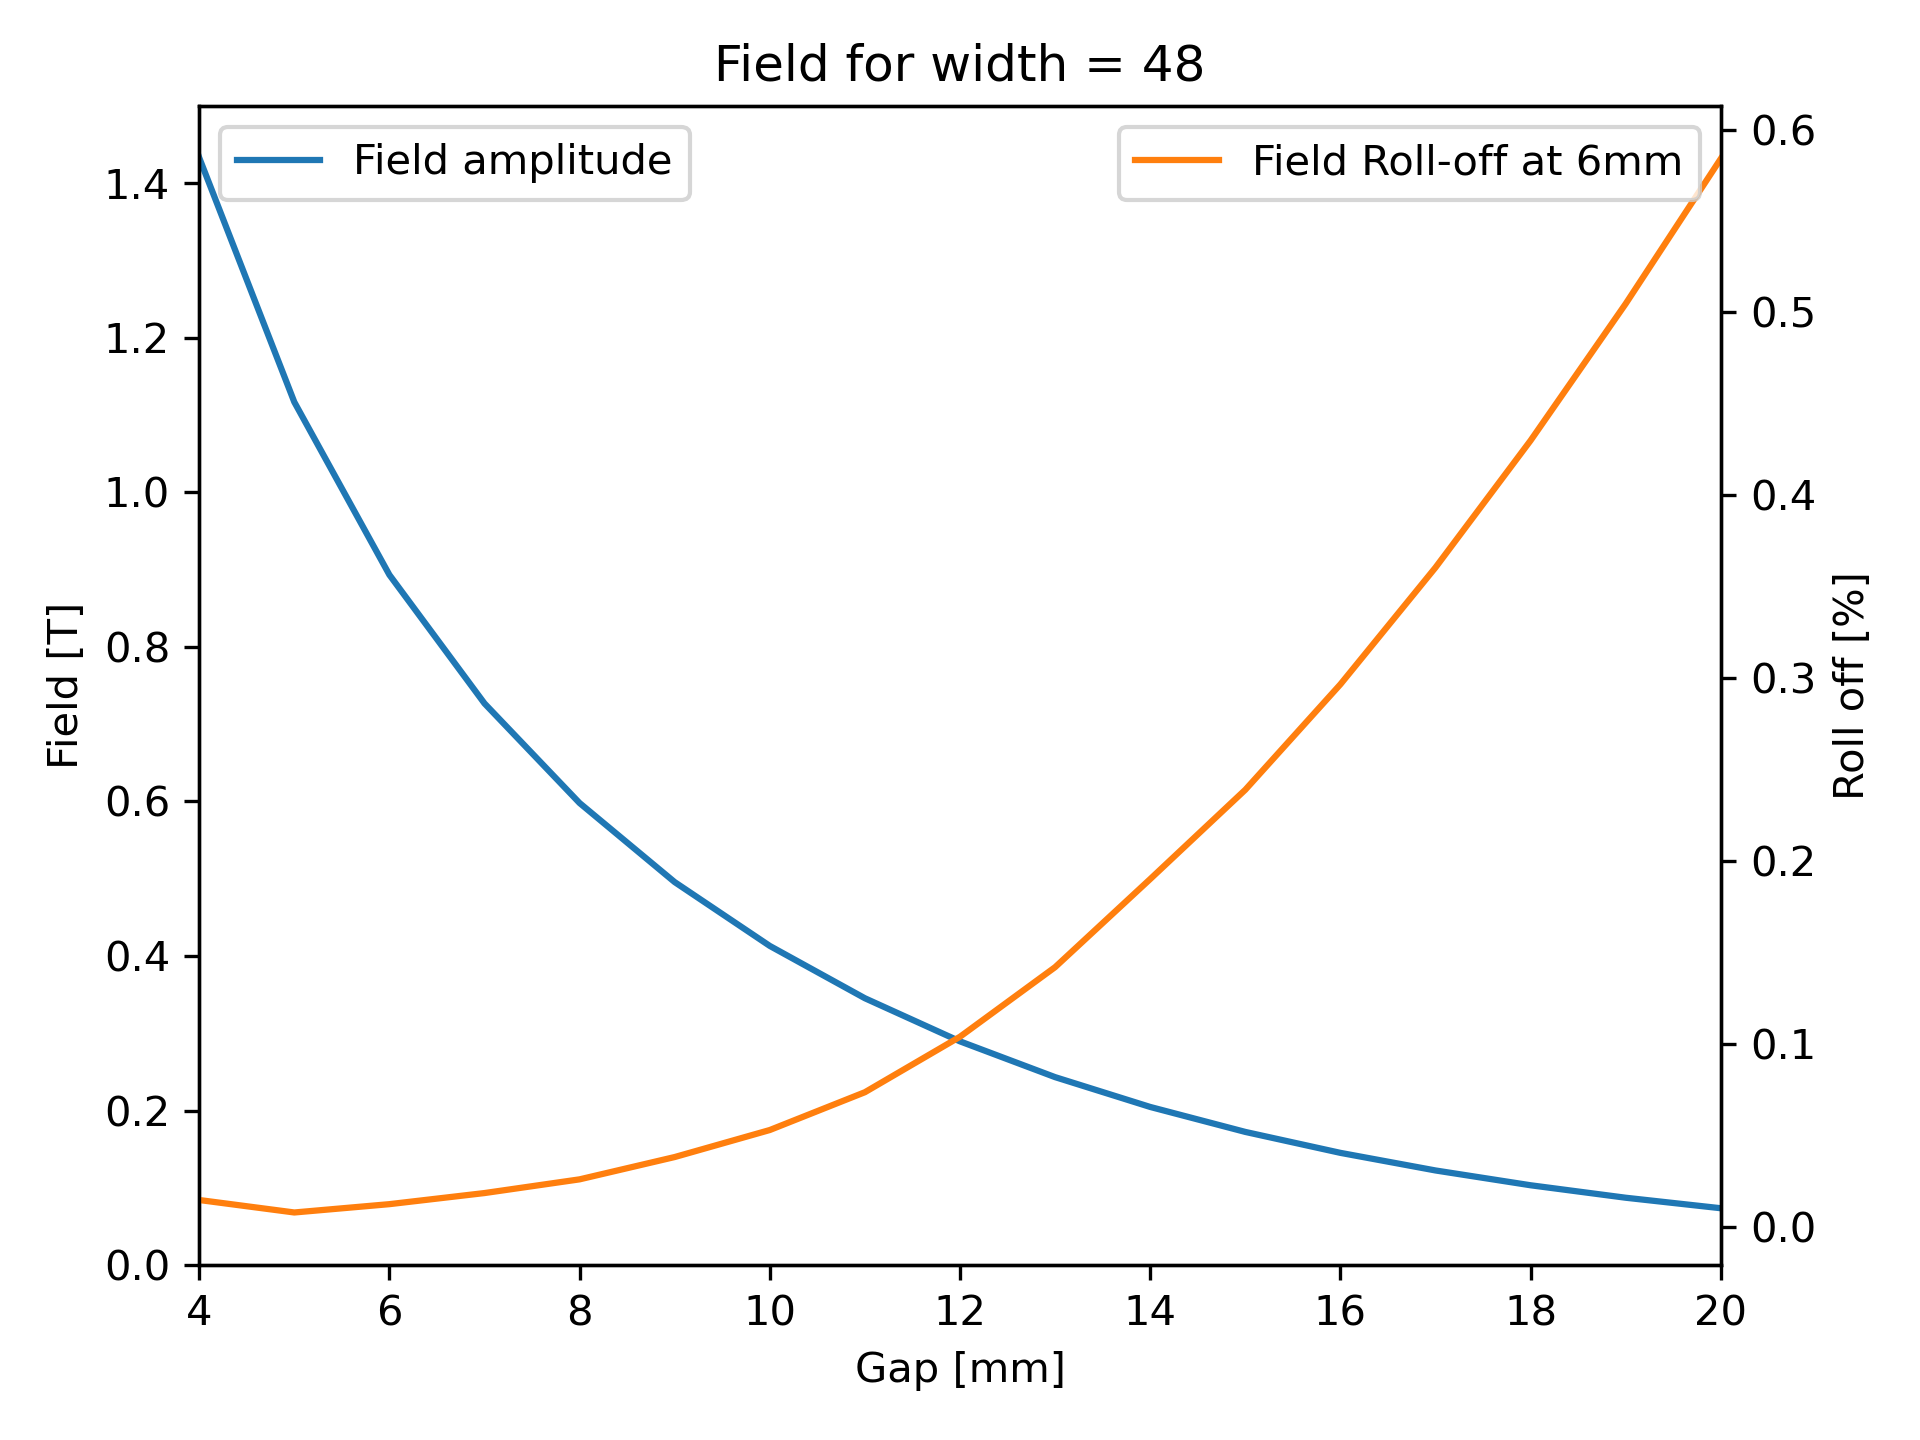 Field for width = 48
Field amplitude
Field Roll-off at 6mm
1.4
1.2
1.0
0.8
0.6
0.4
0.2
0.0
Field [T]
0.6
0.5
0.4
0.3
0.2
0.1
0.0
Roll off [%]
4 6 8 10 12 14 16 18 20
Gap [mm]